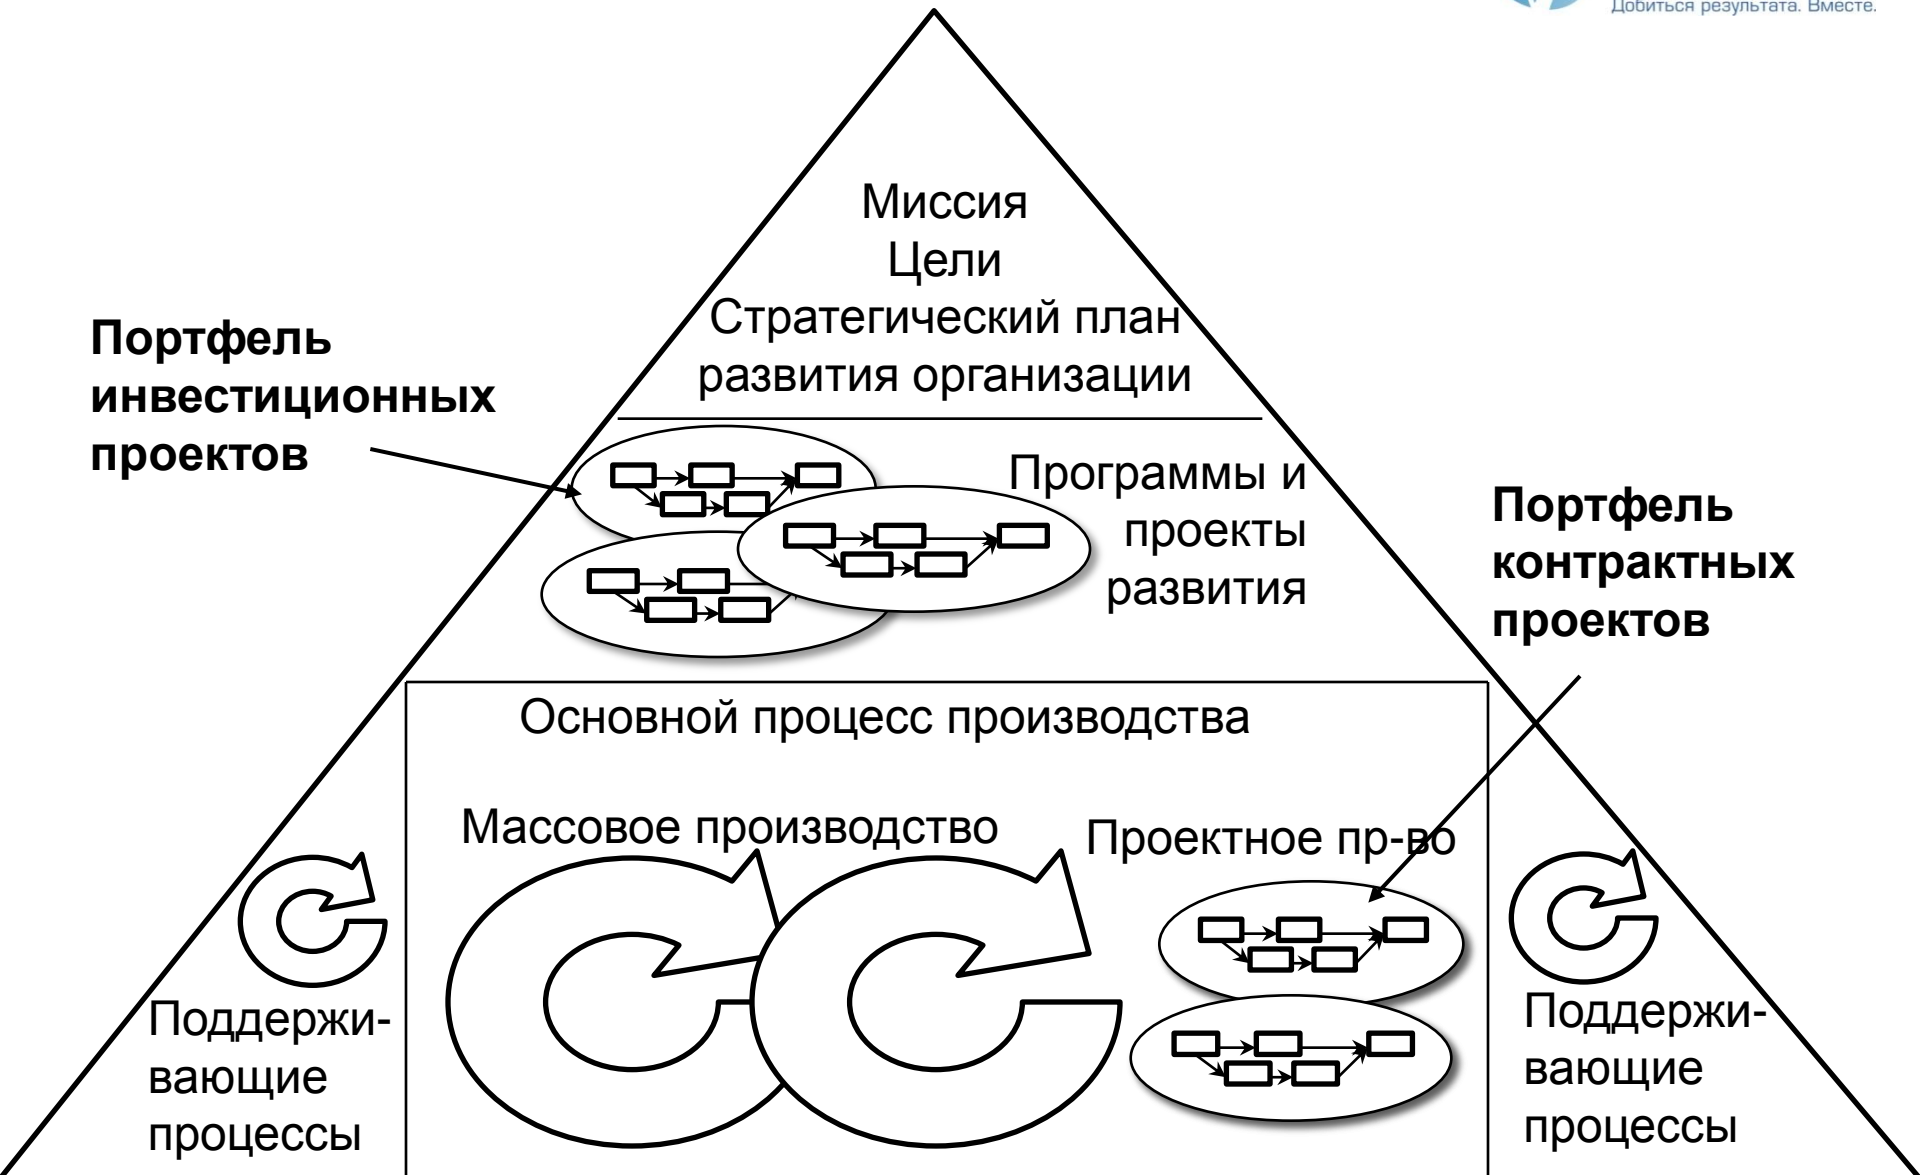 Добиться результата. Вместе.
Миссия
Цели
Стратегический план
развития организации
Портфель
инвестиционных
проектов
Программы и
проекты
развития
Портфель
контрактных
проектов
Основной процесс производства
Массовое производство
Проектное пр-во
Поддержи-
вающие
процессы
Поддержи-
вающие
процессы